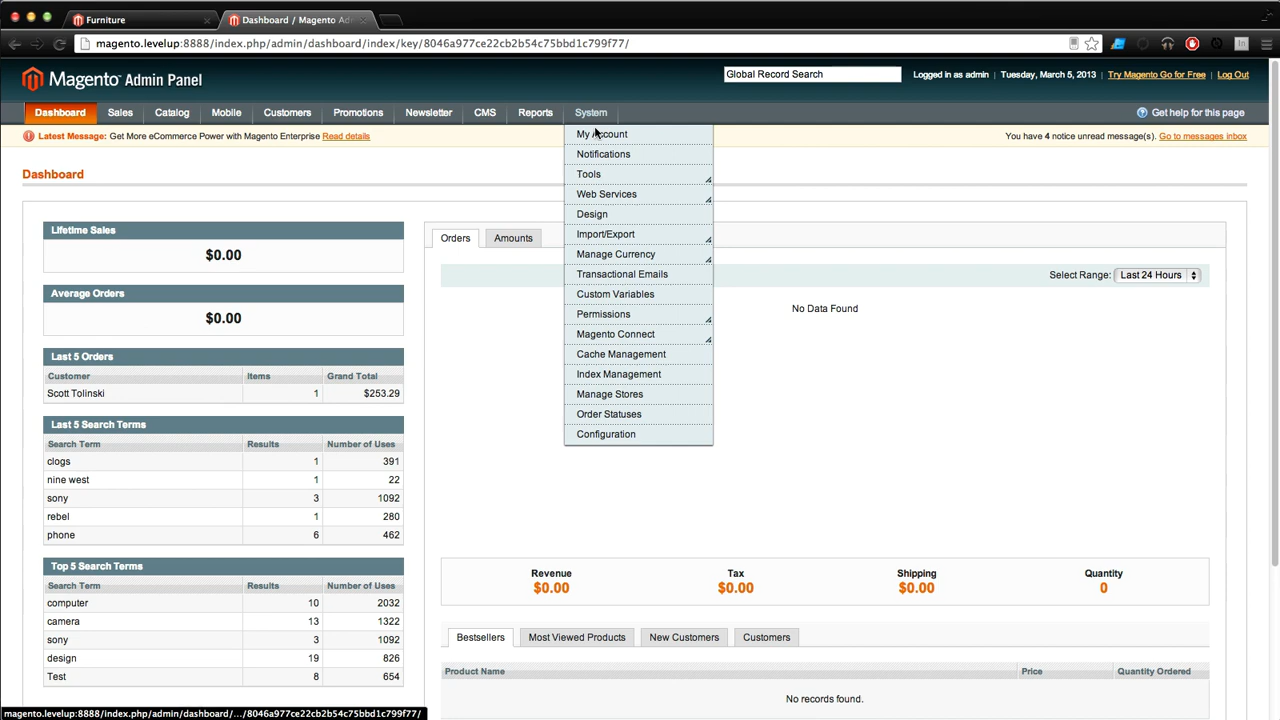 Furniture
Dashboard / Magento Adm
magento.levelup:8888/index.php/admin/dashboard/index/key/8046a977ce22cb2b54c75bbd1c799f77/
Magento Admin Panel
Global Record Search
Logged in as admin
Tuesday, March 5, 2013
Try Magento Go for Free
Log Out
Dashboard
Sales
Catalog
Mobile
Customers
Promotions
Newsletter
CMS
Reports
System
Get help for this page
Latest Message: Get More eCommerce Power with Magento Enterprise Read details
You have 4 notice unread message(s). Go to messages inbox
My Account
Notifications
Tools
Web Services
Design
Import/Export
Manage Currency
Transactional Emails
Custom Variables
Permissions
Magento Connect
Cache Management
Index Management
Manage Stores
Order Statuses
Configuration
Dashboard
Lifetime Sales
$0.00
Average Orders
$0.00
Last 5 Orders
Customer Items Grand Total
Scott Tolinski 1 $253.29
Last 5 Search Terms
Search Term Results Number of Uses
clogs 1 391
nine west 1 22
sony 3 1092
rebel 1 280
phone 6 462
Top 5 Search Terms
Search Term Results Number of Uses
computer 10 2032
camera 13 1322
sony 3 1092
design 19 826
Test 8 654
Orders
Amounts
Select Range: Last 24 Hours
No Data Found
Revenue Tax Shipping Quantity
$0.00 $0.00 $0.00 0
Bestsellers
Most Viewed Products
New Customers
Customers
Product Name Price Quantity Ordered
No records found.
magento.levelup:8888/index.php/admin/dashboard/.../8046a977ce22cb2b54c75bbd1c799f77/